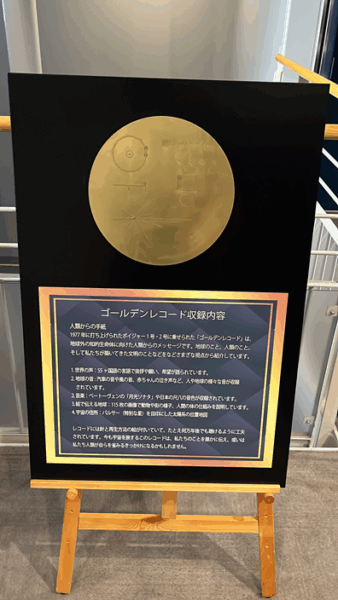 ゴールデンレコード収録内容
人類からの手紙
1977年に打ち上げられたボイジャー1号・2号に乗せられた「ゴールデンレコード」は、
地球外の知的生命体に向けた人類からのメッセージです。地球のこと、人類のこと、
そして私たちが築いてきた文明のことなどをさまざまな視点から紹介しています。
1. 世界の声:55ヶ国語の言語で挨拶や願い、希望が語られています。
2. 地球の音:汽車の音や風の音、赤ちゃんの泣き声など、人や地球の様々な音が収録
されています。
2. 音楽:ベートーヴェンの「月光ソナタ」や日本の尺八の音色が収録されています。
3. 絵で伝える地球:115枚の画像で動物や街の様子、人類の体の仕組みを説明しています。
4. 宇宙の住所:パルサー（特別な星）を目印にした太陽系の位置地図
レコードには針と再生方法の絵が付いていて、たとえ何万年後でも聴けるように工夫
されています。今も宇宙を旅するこのレコードは、私たちのことを誰かに伝え、或いは
私たち人類が自らを省みるきっかけになるかもしれません。